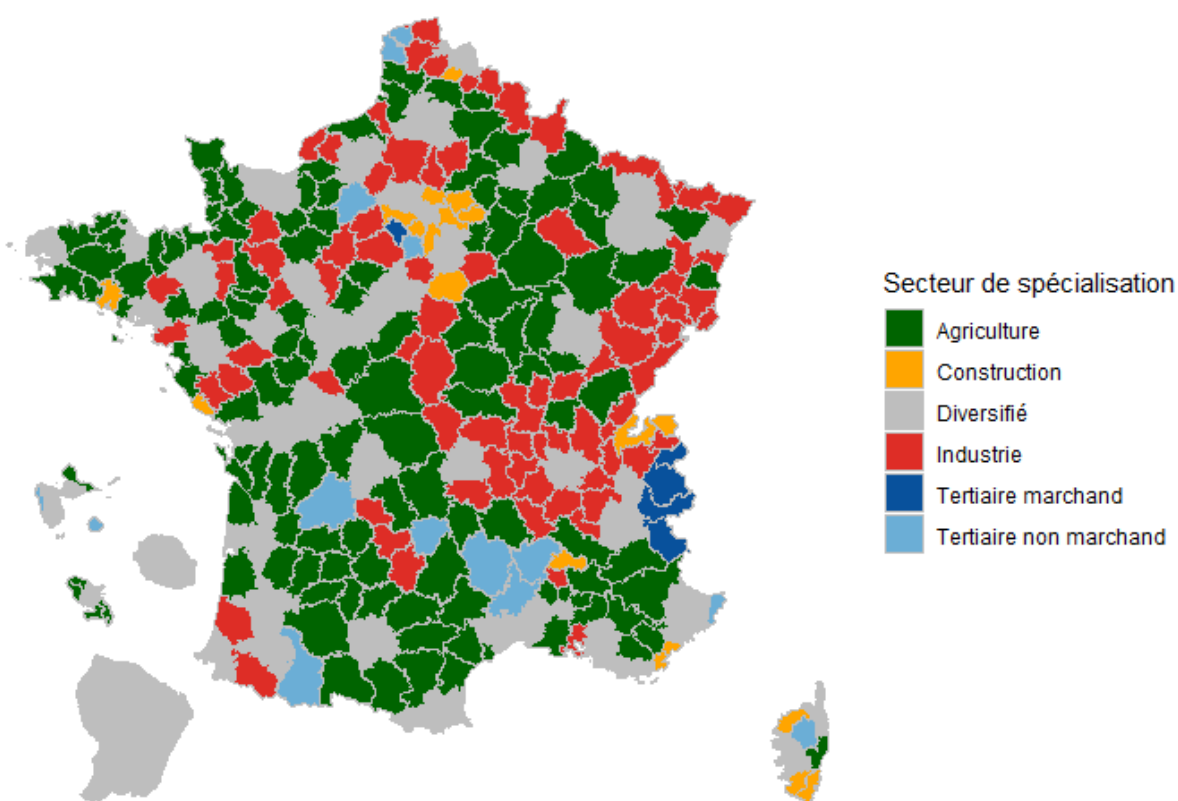 Secteur de spécialisation
Agriculture
Construction
Diversifié
Industrie
Tertiaire marchand
Tertiaire non marchand